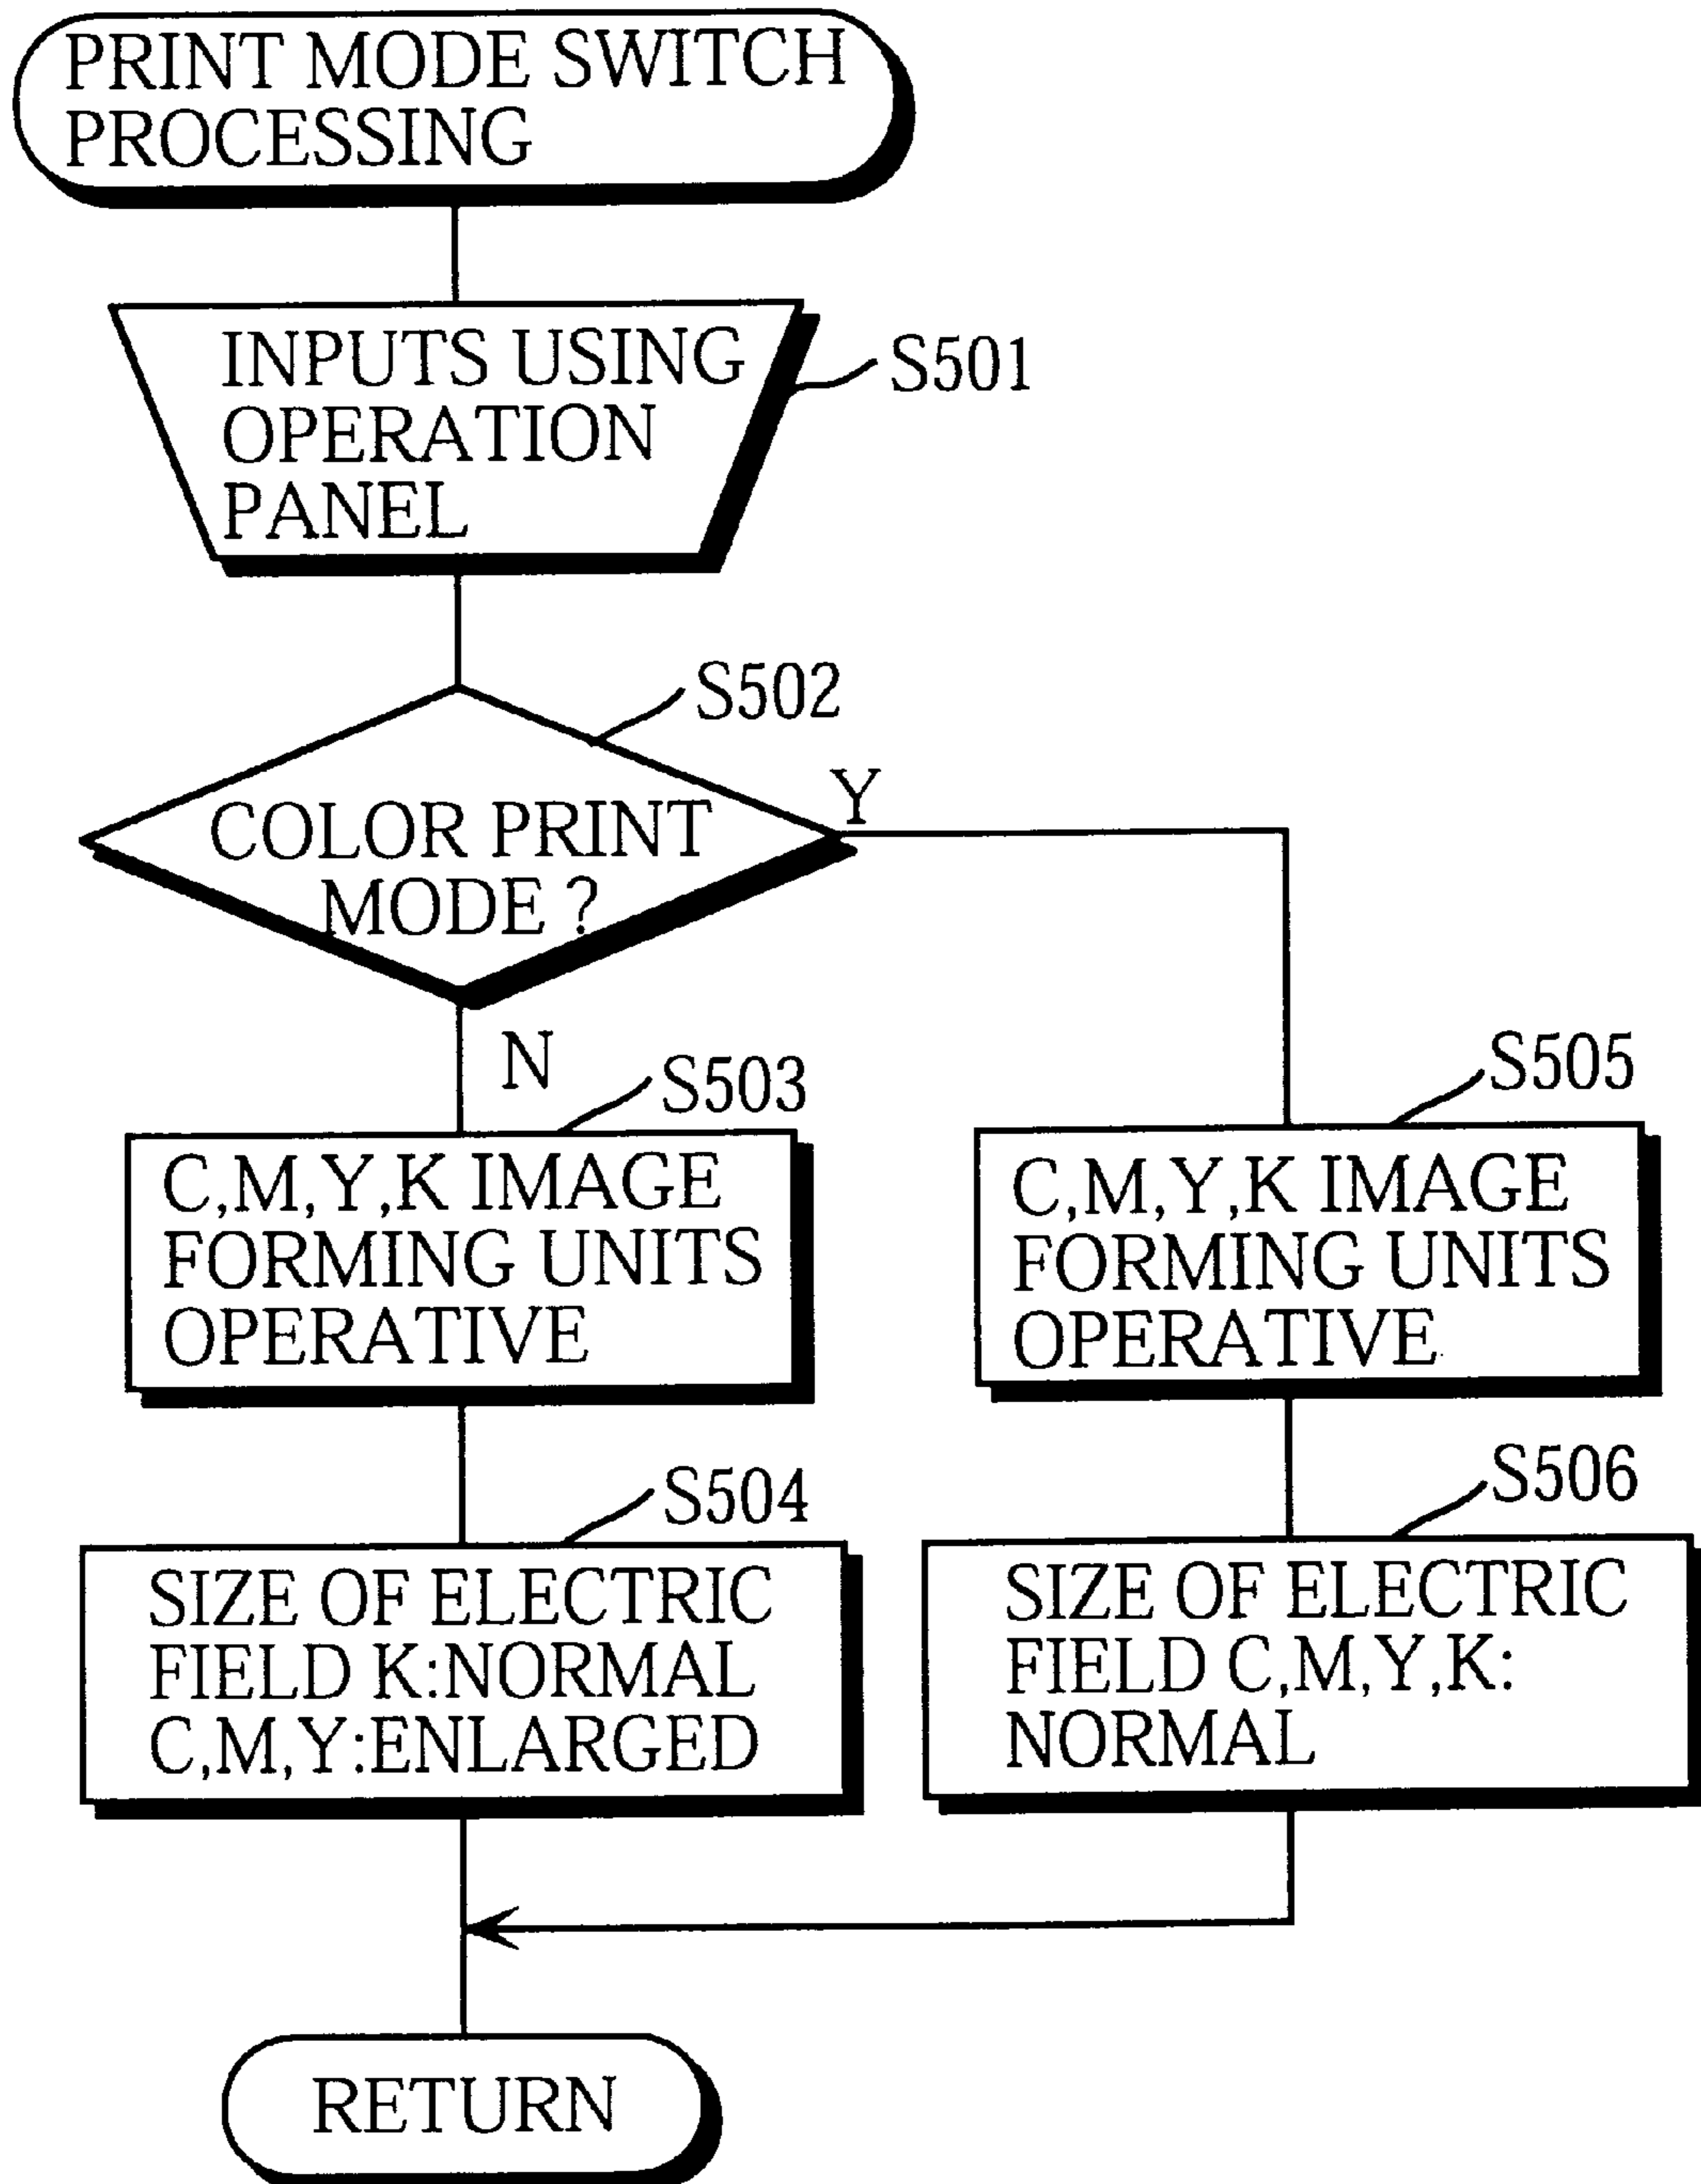 PRINT MODE SWITCH
PROCESSING
INPUTS USING
OPERATION
PANEL
S501
S502
COLOR PRINT
MODE ?
Y
N
S503
C,M,Y,K IMAGE
FORMING UNITS
OPERATIVE
S504
SIZE OF ELECTRIC
FIELD K:NORMAL
C,M,Y:ENLARGED
S505
C,M,Y,K IMAGE
FORMING UNITS
OPERATIVE
S506
SIZE OF ELECTRIC
FIELD C,M,Y,K:
NORMAL
RETURN